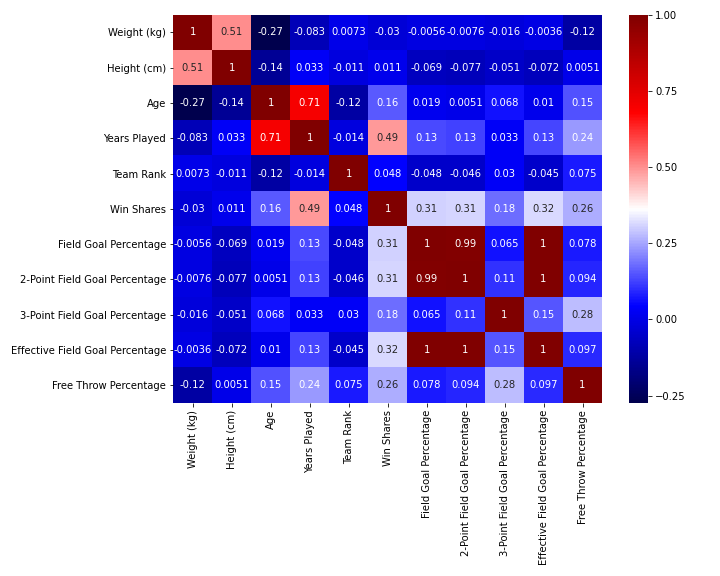 Weight (kg) 1 0.51 -0.27 -0.083 0.0073 -0.03 -0.0056 -0.0076 -0.016 -0.0036 -0.12
Height (cm) 0.51 1 -0.14 0.033 -0.011 0.011 -0.069 -0.077 -0.051 -0.072 0.0051
Age -0.27 -0.14 1 0.71 -0.12 0.16 0.019 0.0051 0.068 0.01 0.15
Years Played -0.083 0.033 0.71 1 -0.014 0.49 0.13 0.13 0.033 0.13 0.24
Team Rank 0.0073 -0.011 -0.12 -0.014 1 0.048 -0.048 -0.046 0.03 -0.045 0.075
Win Shares -0.03 0.011 0.16 0.49 0.048 1 0.31 0.31 0.18 0.32 0.26
Field Goal Percentage -0.0056 -0.069 0.019 0.13 -0.048 0.31 1 0.99 0.065 1 0.078
2-Point Field Goal Percentage -0.0076 -0.077 0.0051 0.13 -0.046 0.31 0.99 1 0.11 1 0.094
3-Point Field Goal Percentage -0.016 -0.051 0.068 0.033 0.03 0.18 0.065 0.11 1 0.15 0.28
Effective Field Goal Percentage -0.0036 -0.072 0.01 0.13 -0.045 0.32 1 1 0.15 1 0.097
Free Throw Percentage -0.12 0.0051 0.15 0.24 0.075 0.26 0.078 0.094 0.28 0.097 1
Weight (kg)
Height (cm)
Age
Years Played
Team Rank
Win Shares
Field Goal Percentage
2-Point Field Goal Percentage
3-Point Field Goal Percentage
Effective Field Goal Percentage
Free Throw Percentage
1.00
0.75
0.50
0.25
0.00
-0.25